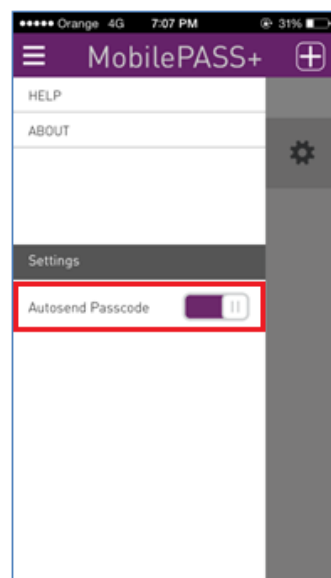 Orange 4G 7:07 PM 31%
MobilePASS+
HELP
ABOUT
Settings
Autosend Passcode